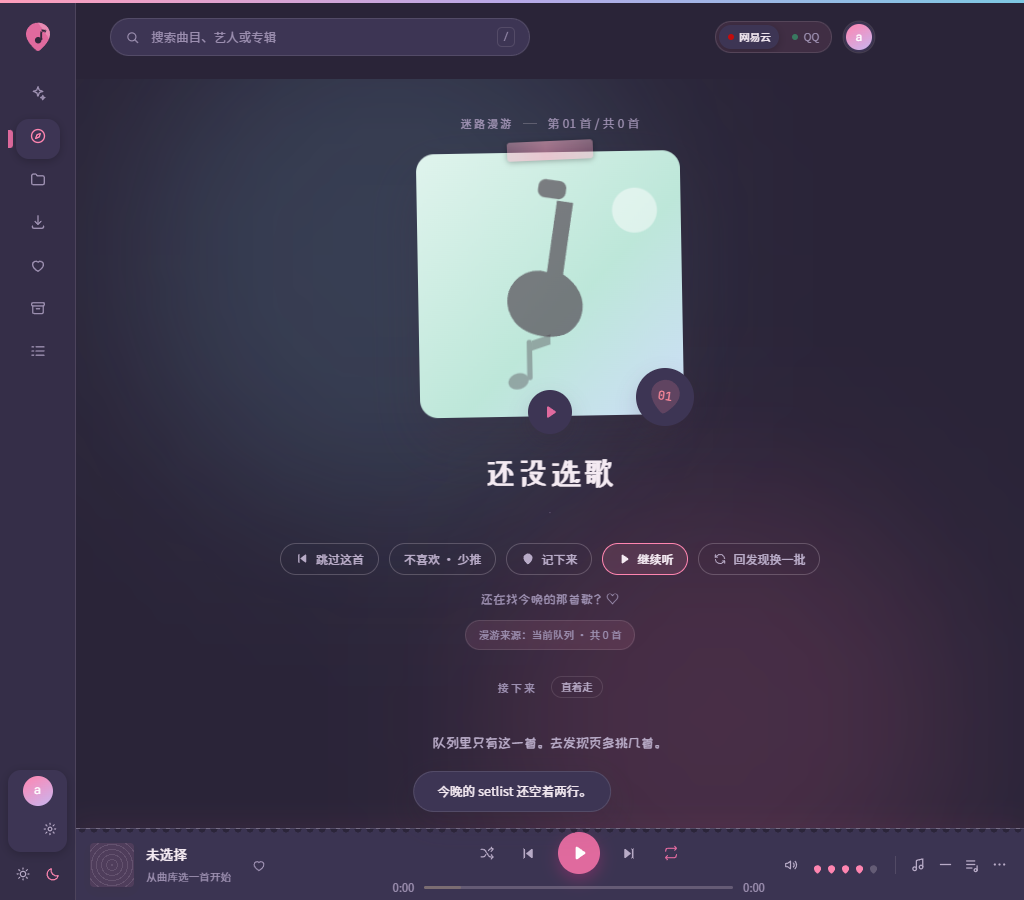 搜索曲目、艺人或专辑
/
网易云
QQ
a
迷路漫游 — 第 01 首 / 共 0 首
01
还没选歌
·
跳过这首
不喜欢 · 少推
记下来
继续听
回发现换一批
还在找今晚的那首歌? ♡
漫游来源: 当前队列 · 共 0 首
接下来
直着走
队列里只有这一首。去发现页多挑几首。
今晚的 setlist 还空着两行。
a
未选择
从曲库选一首开始
0:00
0:00